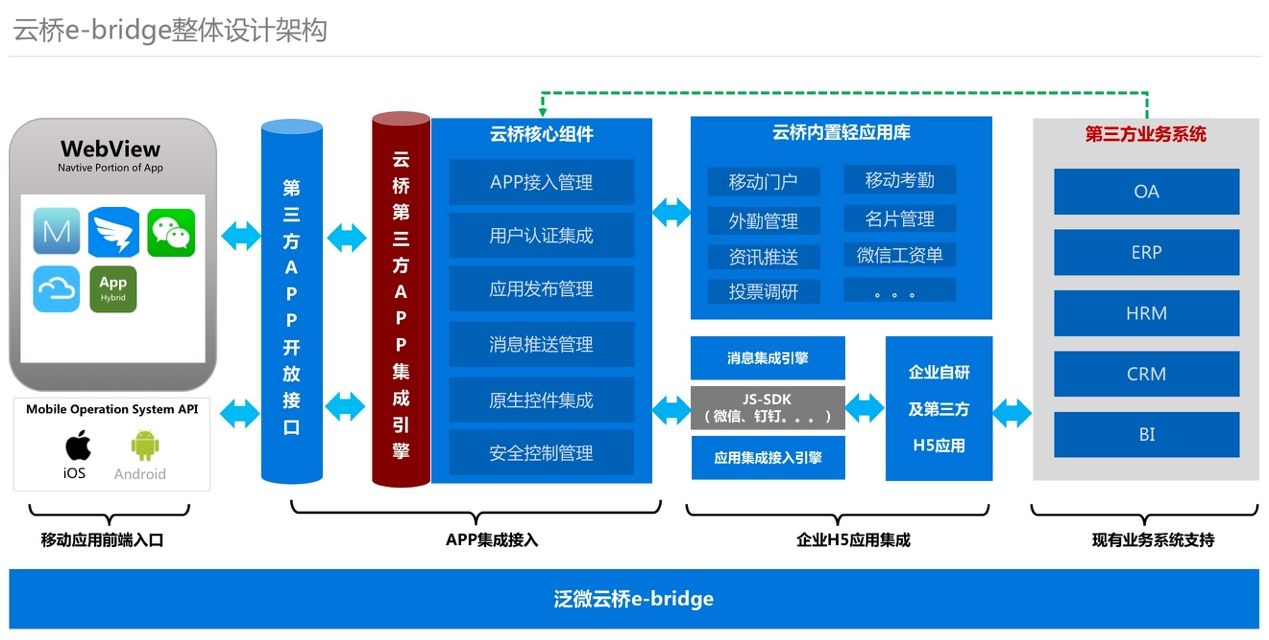 云桥e-bridge整体设计架构
WebView
Navtive Portion of App
M
App
Hybrid
Mobile Operation System API
iOS
Android
第三方APP开放接口
云桥第三方APP集成引擎
云桥核心组件
APP接入管理
用户认证集成
应用发布管理
消息推送管理
原生控件集成
安全控制管理
云桥内置轻应用库
移动门户
移动考勤
外勤管理
名片管理
资讯推送
微信工资单
投票调研
。。。
消息集成引擎
JS-SDK
（微信、钉钉。。。）
应用集成接入引擎
企业自研
及第三方
H5应用
第三方业务系统
OA
ERP
HRM
CRM
BI
移动应用前端入口
APP集成接入
企业H5应用集成
现有业务系统支持
泛微云桥e-bridge